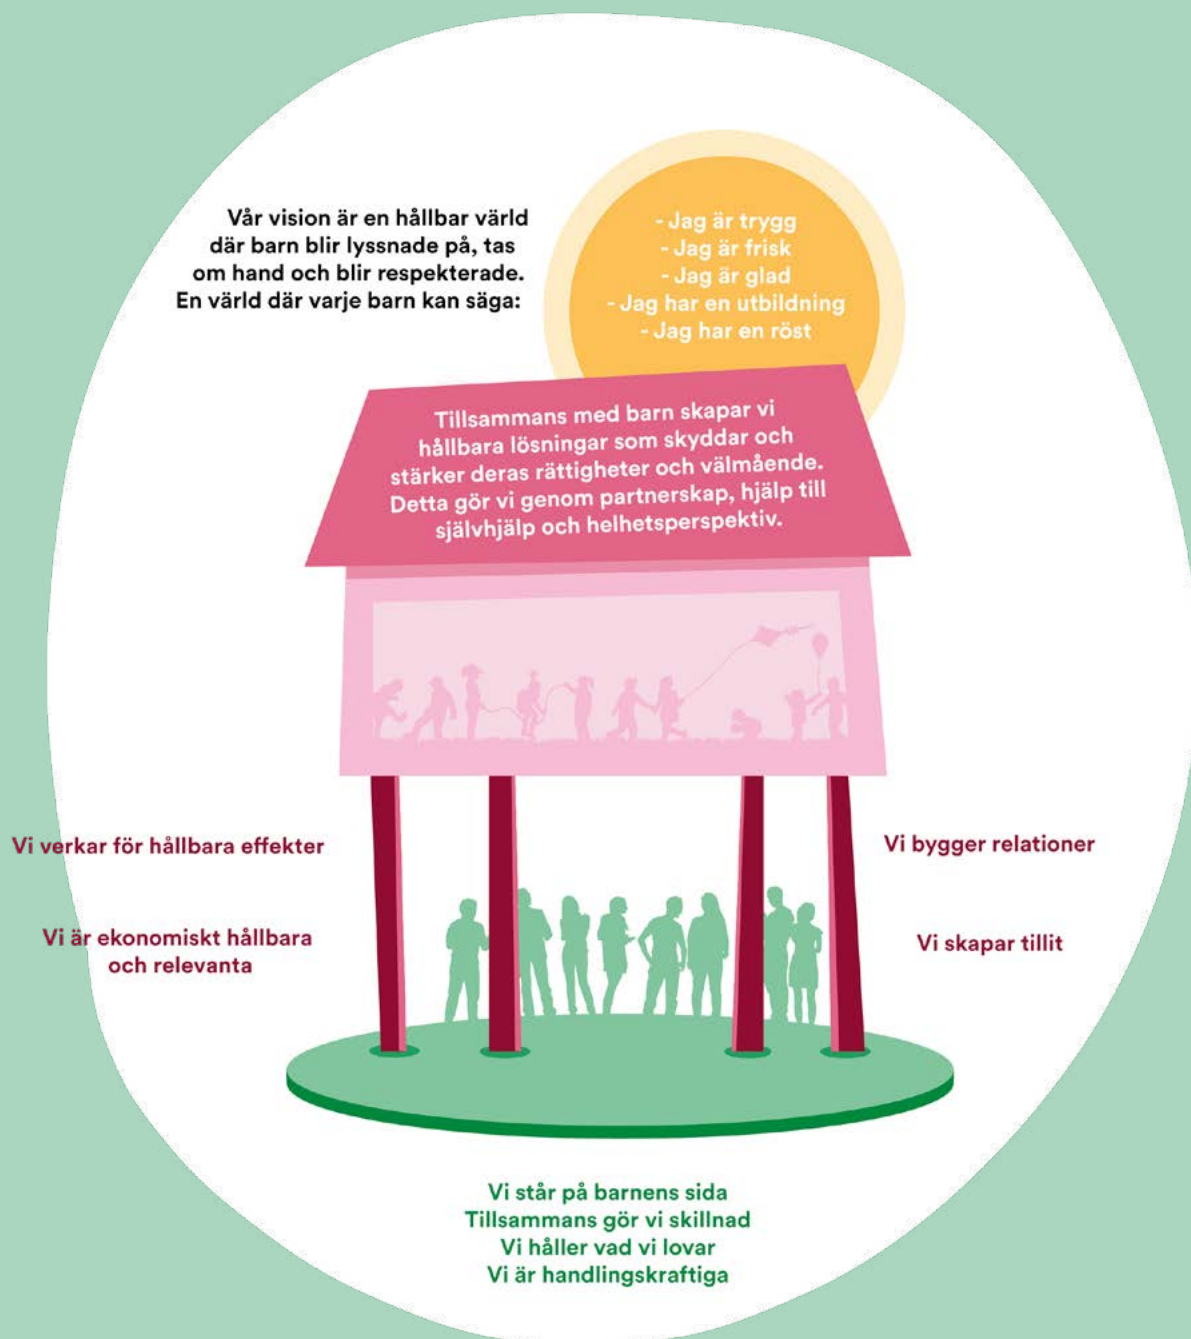 Vår vision är en hållbar värld
där barn blir lyssnade på, tas
om hand och blir respekterade.
En värld där varje barn kan säga:
- Jag är trygg
- Jag är frisk
- Jag är glad
- Jag har en utbildning
- Jag har en röst
Tillsammans med barn skapar vi
hållbara lösningar som skyddar och
stärker deras rättigheter och välmående.
Detta gör vi genom partnerskap, hjälp till
självhjälp och helhetsperspektiv.
Vi verkar för hållbara effekter
Vi är ekonomiskt hållbara
och relevanta
Vi bygger relationer
Vi skapar tillit
Vi står på barnens sida
Tillsammans gör vi skillnad
Vi håller vad vi lovar
Vi är handlingskraftiga